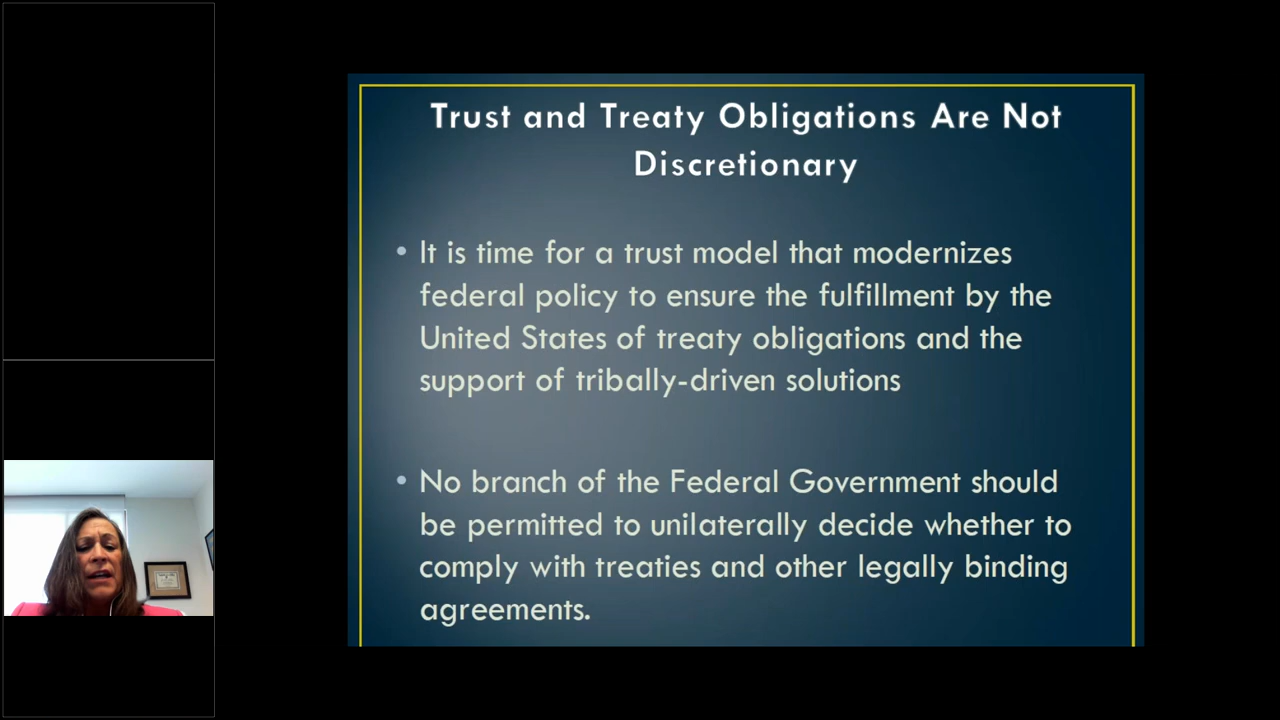 Trust and Treaty Obligations Are Not
Discretionary
• It is time for a trust model that modernizes
federal policy to ensure the fulfillment by the
United States of treaty obligations and the
support of tribally-driven solutions
• No branch of the Federal Government should
be permitted to unilaterally decide whether to
comply with treaties and other legally binding
agreements.